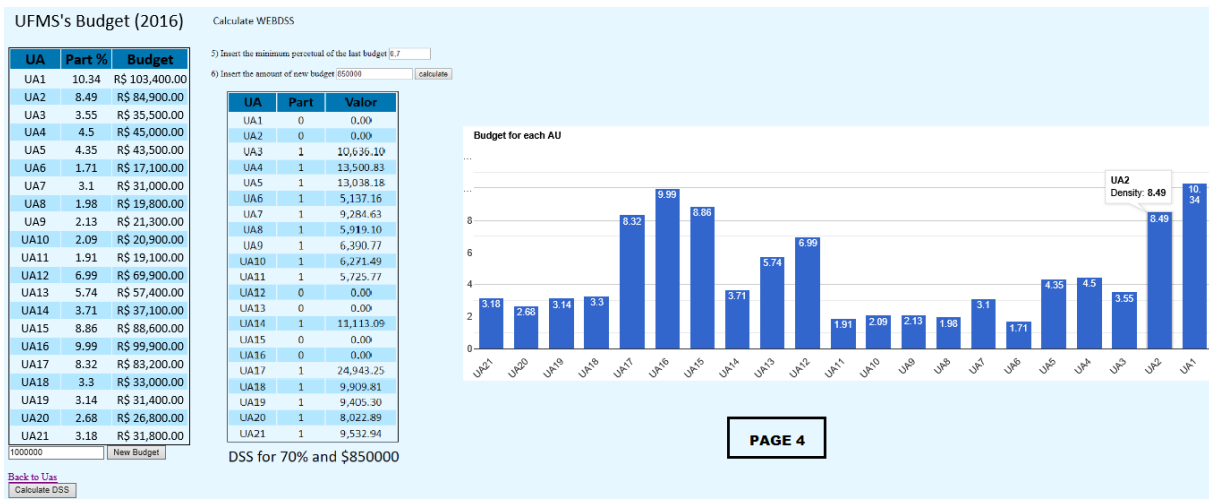 UFMS's Budget (2016)
UA Part % Budget
UA1 10.34 R$ 103,400.00
UA2 8.49 R$ 84,900.00
UA3 3.55 R$ 35,500.00
UA4 4.5 R$ 45,000.00
UA5 4.35 R$ 43,500.00
UA6 1.71 R$ 17,100.00
UA7 3.1 R$ 31,000.00
UA8 1.98 R$ 19,800.00
UA9 2.13 R$ 21,300.00
UA10 2.09 R$ 20,900.00
UA11 1.91 R$ 19,100.00
UA12 6.99 R$ 69,900.00
UA13 5.74 R$ 57,400.00
UA14 3.71 R$ 37,100.00
UA15 8.86 R$ 88,600.00
UA16 9.99 R$ 99,900.00
UA17 8.32 R$ 83,200.00
UA18 3.3 R$ 33,000.00
UA19 3.14 R$ 31,400.00
UA20 2.68 R$ 26,800.00
UA21 3.18 R$ 31,800.00
1000000 New Budget
Back to Uas
Calculate DSS
Calculate WEBDSS
5) Insert the minimum percetual of the last budget 0,7
6) Insert the amount of new budget 850000 calculate
UA Part Valor
UA1 0 0.00
UA2 0 0.00
UA3 1 10,636.10
UA4 1 13,500.83
UA5 1 13,038.18
UA6 1 5,137.16
UA7 1 9,284.63
UA8 1 5,919.10
UA9 1 6,390.77
UA10 1 6,271.49
UA11 1 5,725.77
UA12 0 0.00
UA13 0 0.00
UA14 1 11,113.09
UA15 0 0.00
UA16 0 0.00
UA17 1 24,943.25
UA18 1 9,909.81
UA19 1 9,405.30
UA20 1 8,022.89
UA21 1 9,532.94
DSS for 70% and $850000
Budget for each AU
...
...
8
6
4
2
0
3.18 2.68 3.14 3.3 8.32 9.99 8.86 3.71 5.74 6.99 1.91 2.09 2.13 1.98 3.1 1.71 4.35 4.5 3.55 8.49 10.34
UA2
Density: 8.49
UA21 UA20 UA19 UA18 UA17 UA16 UA15 UA14 UA13 UA12 UA11 UA10 UA9 UA8 UA7 UA6 UA5 UA4 UA3 UA2 UA1
PAGE 4